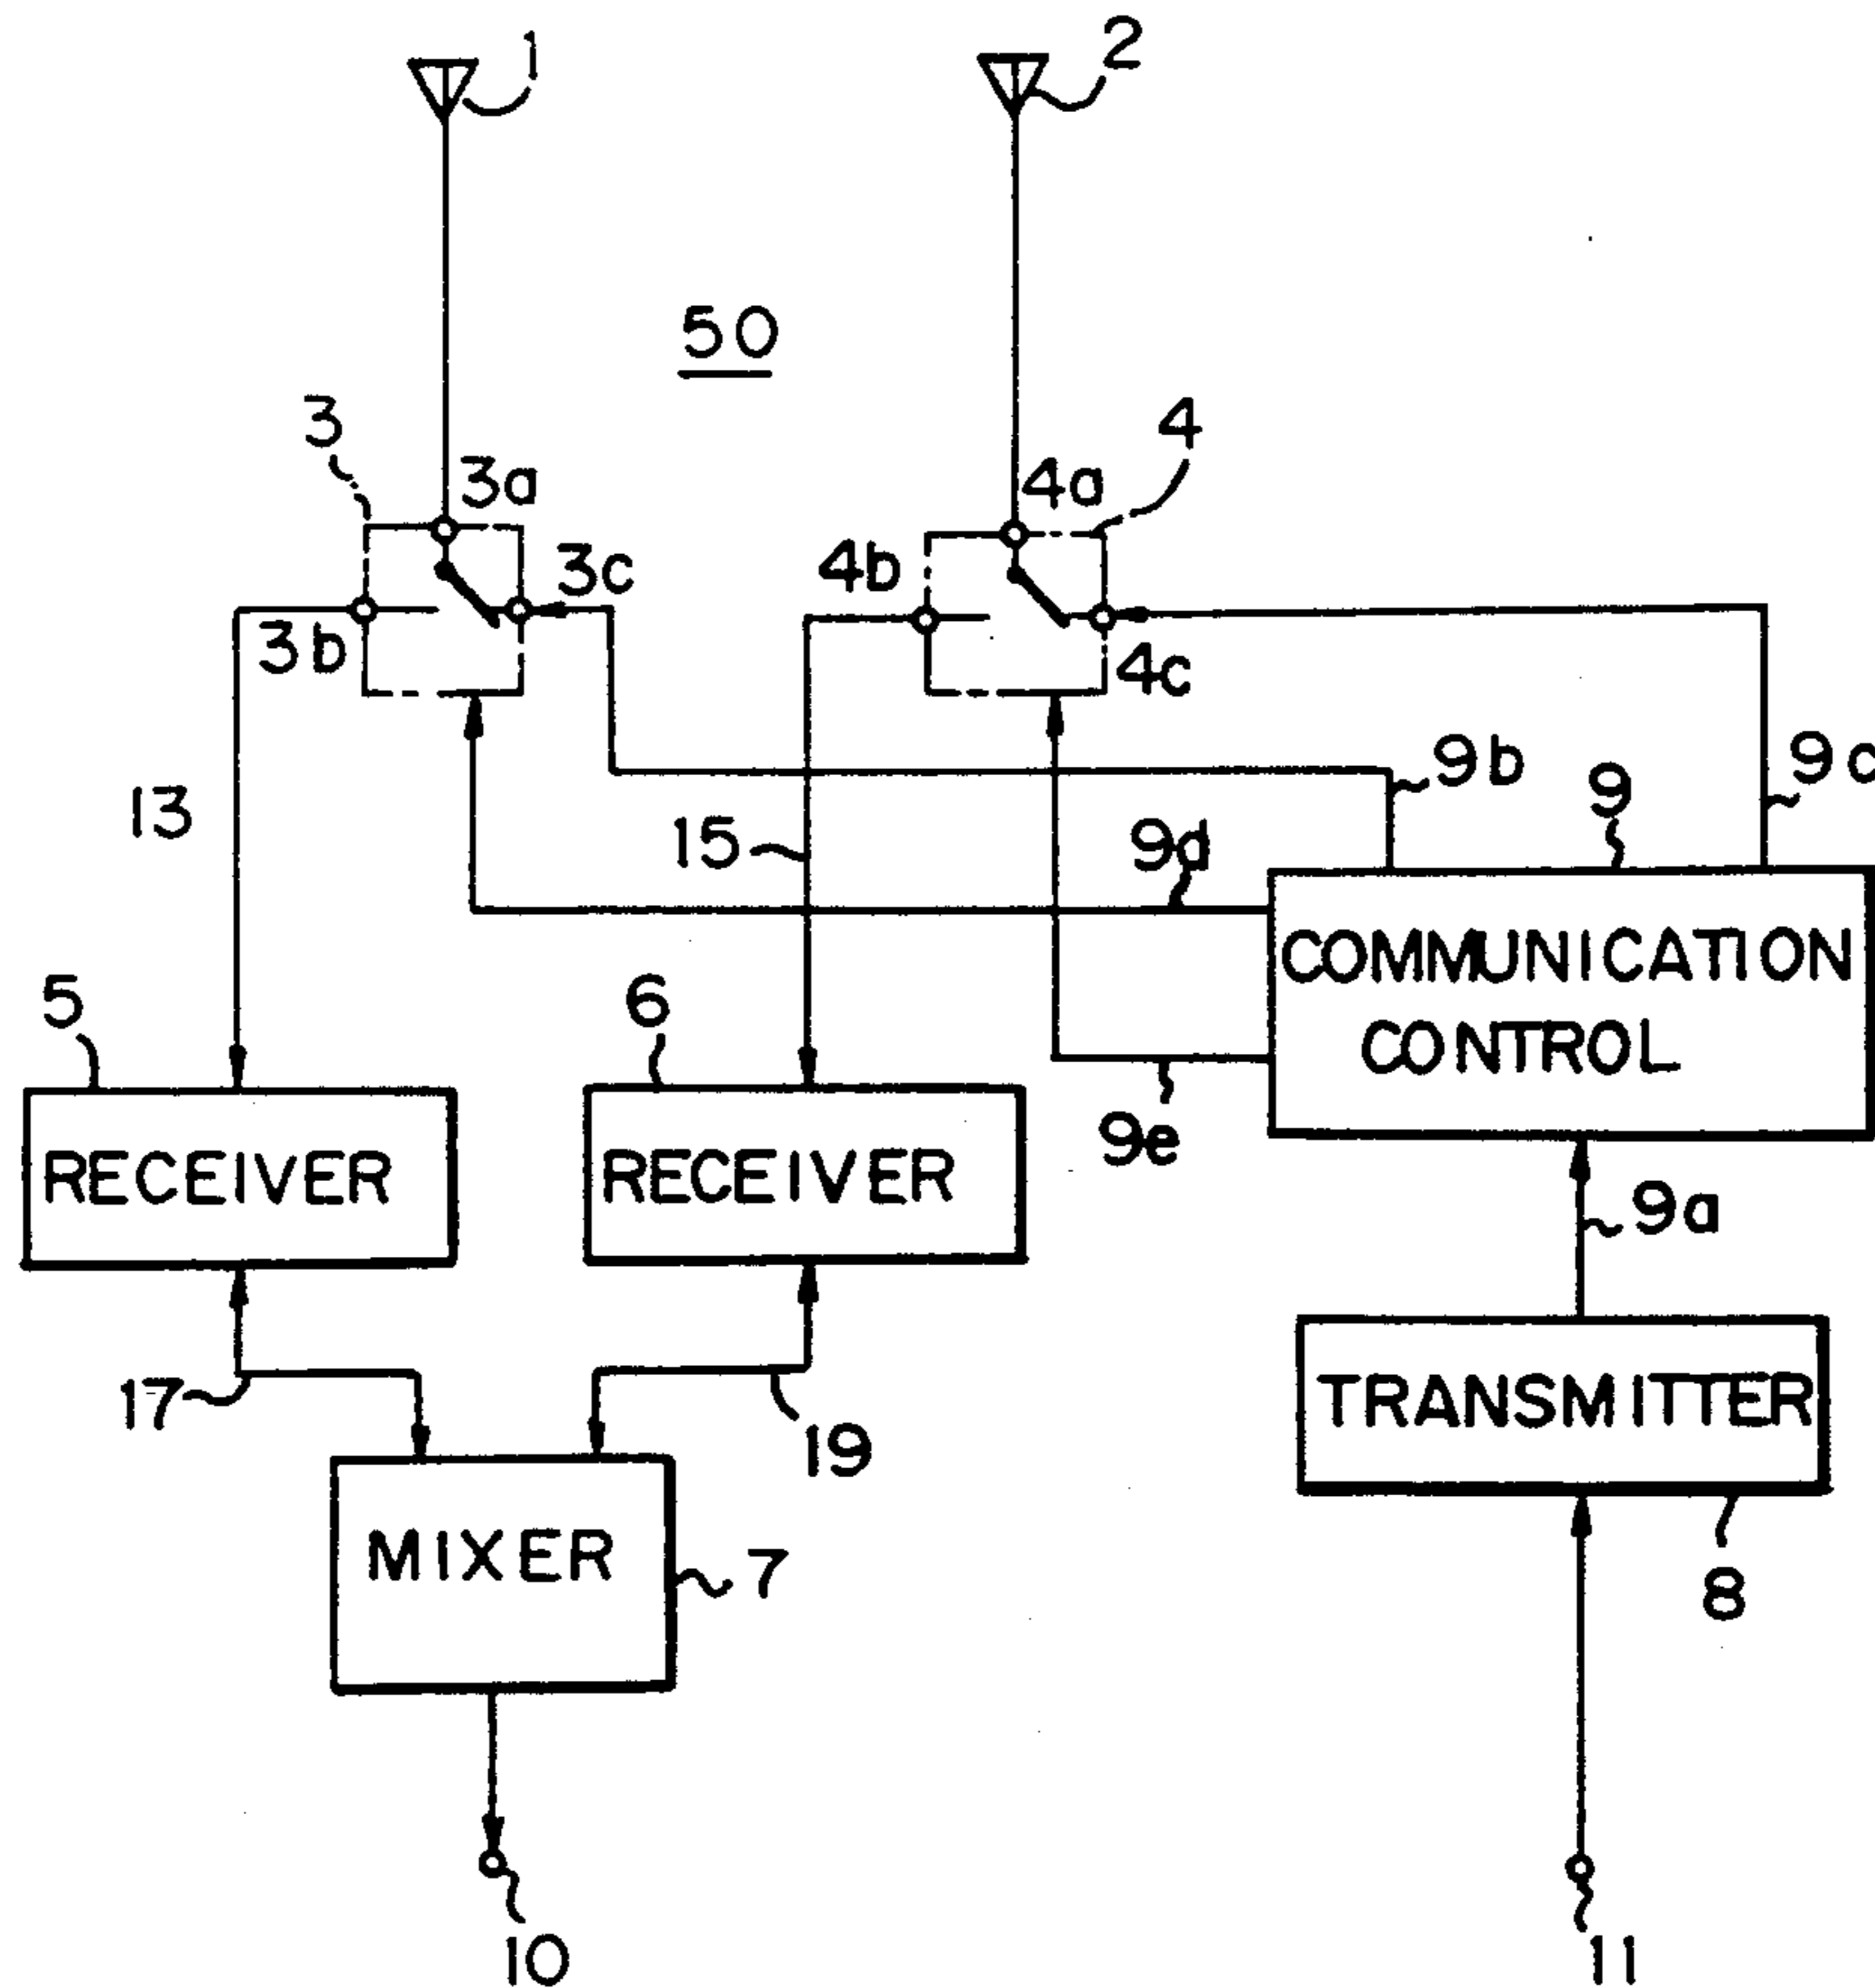 1
2
50
3
3a
4a
4
3c
4b
3b
4c
9b
9
9c
13
15
9d
COMMUNICATION
CONTROL
5
6
9e
RECEIVER
RECEIVER
9a
17
19
TRANSMITTER
MIXER
7
8
10
11